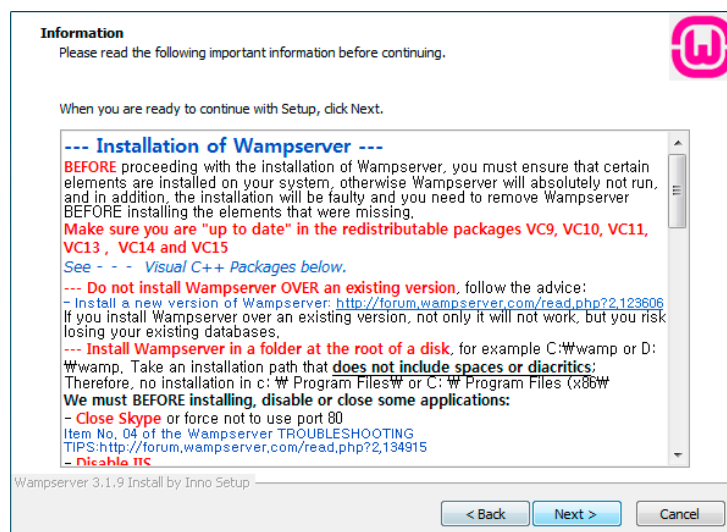 Information
Please read the following important information before continuing.
When you are ready to continue with Setup, click Next.
--- Installation of Wampserver ---
BEFORE proceeding with the installation of Wampserver, you must ensure that certain
elements are installed on your system, otherwise Wampserver will absolutely not run,
and in addition, the installation will be faulty and you need to remove Wampserver
BEFORE installing the elements that were missing,
Make sure you are "up to date" in the redistributable packages VC9, VC10, VC11,
VC13 , VC14 and VC15
See - - - Visual C++ Packages below.
--- Do not install Wampserver OVER an existing version, follow the advice:
- Install a new version of Wampserver: http://forum,wampserver,com/read,php?2,123606
If you install Wampserver over an existing version, not only it will not work, but you risk
losing your existing databases,
--- Install Wampserver in a folder at the root of a disk, for example C:₩wamp or D:
₩wamp, Take an installation path that does not include spaces or diacritics;
Therefore, no installation in c: ₩ Program Files₩ or C: ₩ Program Files (x86₩
We must BEFORE installing, disable or close some applications:
- Close Skype or force not to use port 80
Item No, 04 of the Wampserver TROUBLESHOOTING
TIPS:http://forum,wampserver,com/read,php?2,134915
- Disable IIS
Wampserver 3.1.9 Install by Inno Setup
< Back
Next >
Cancel